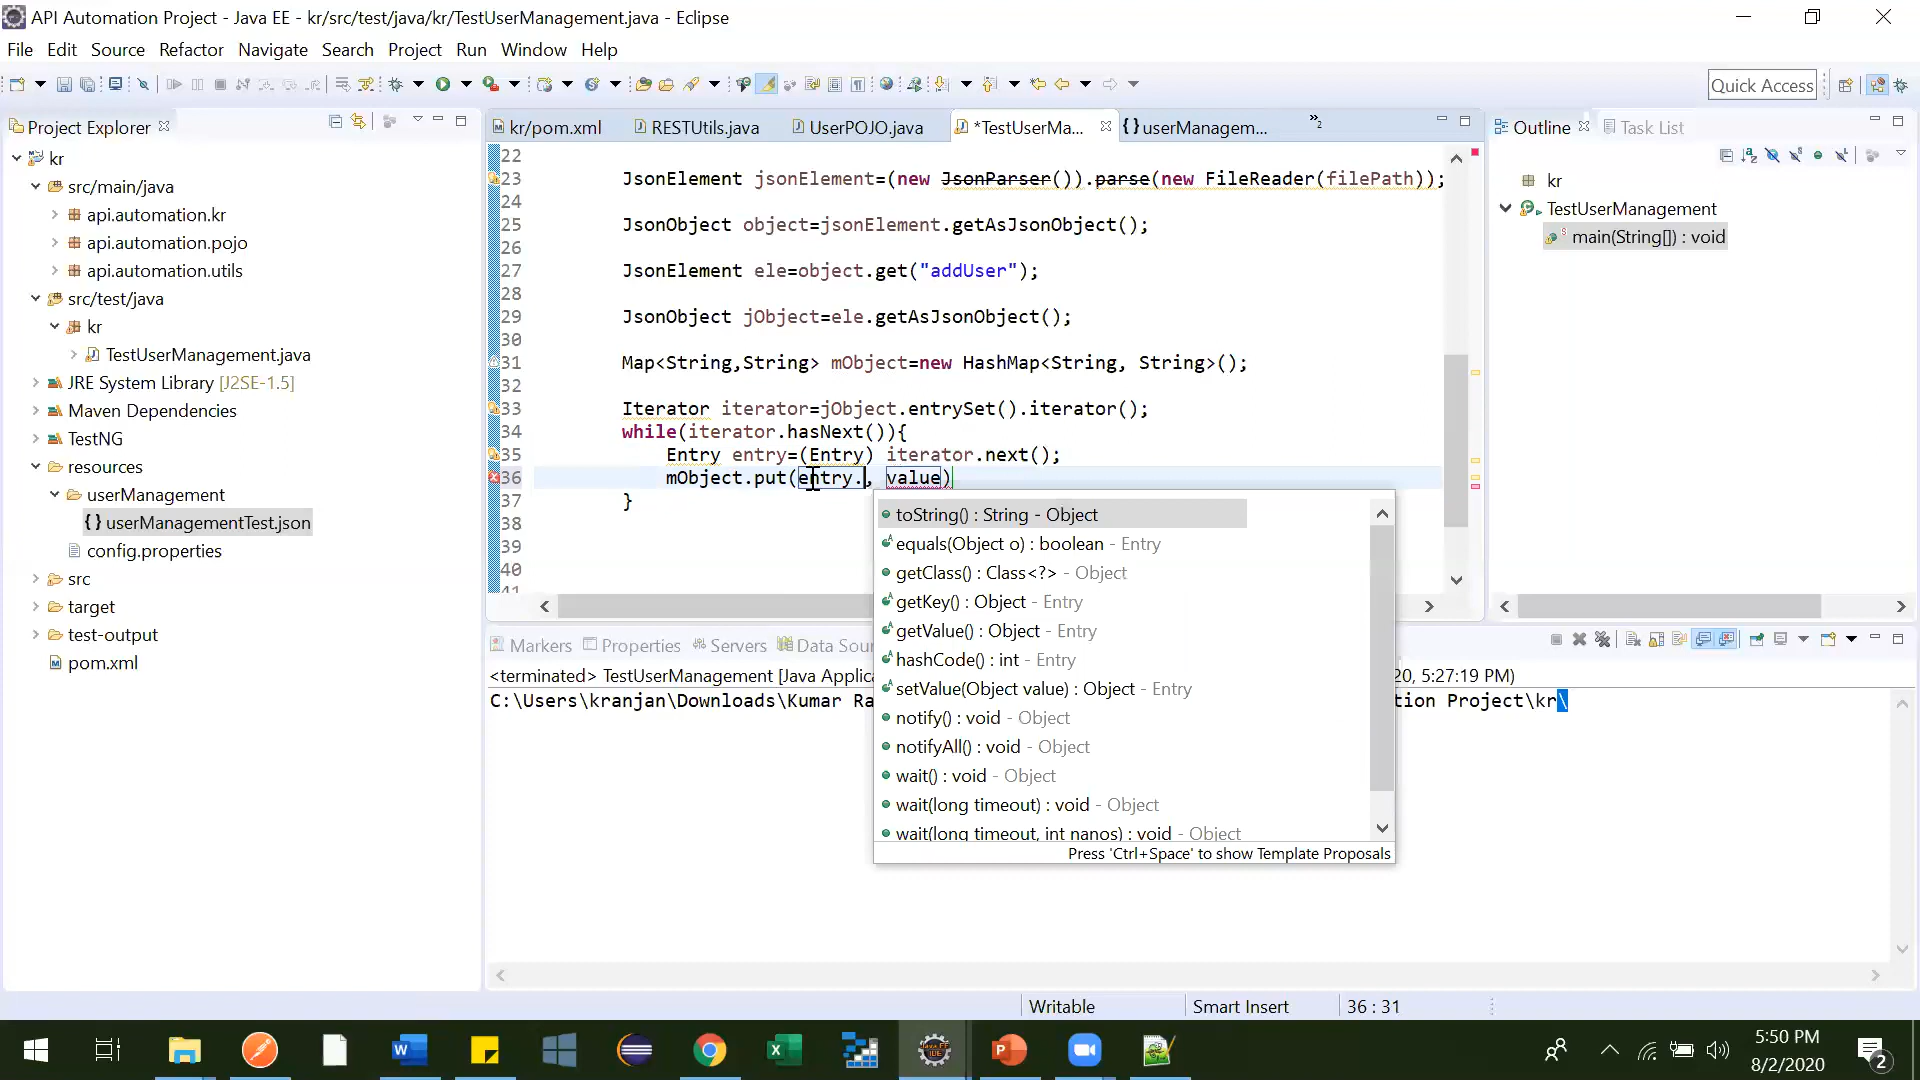 API Automation Project - Java EE - kr/src/test/java/kr/TestUserManagement.java - Eclipse
File Edit Source Refactor Navigate Search Project Run Window Help
Quick Access
Project Explorer
kr
src/main/java
api.automation.kr
api.automation.pojo
api.automation.utils
src/test/java
kr
TestUserManagement.java
JRE System Library [J2SE-1.5]
Maven Dependencies
TestNG
resources
userManagement
{} userManagementTest.json
config.properties
src
target
test-output
pom.xml
kr/pom.xml RESTUtils.java UserPOJO.java *TestUserMa... {} userManagem... »2
22
23 JsonElement jsonElement=(new JsonParser()).parse(new FileReader(filePath));
24
25 JsonObject object=jsonElement.getAsJsonObject();
26
27 JsonElement ele=object.get("addUser");
28
29 JsonObject jObject=ele.getAsJsonObject();
30
31 Map<String,String> mObject=new HashMap<String, String>();
32
33 Iterator iterator=jObject.entrySet().iterator();
34 while(iterator.hasNext()){
35 Entry entry=(Entry) iterator.next();
36 mObject.put(entry., value)
37 }
38
39
40
41
toString() : String - Object
equals(Object o) : boolean - Entry
getClass() : Class<?> - Object
getKey() : Object - Entry
getValue() : Object - Entry
hashCode() : int - Entry
setValue(Object value) : Object - Entry
notify() : void - Object
notifyAll() : void - Object
wait() : void - Object
wait(long timeout) : void - Object
wait(long timeout, int nanos) : void - Object
Press 'Ctrl+Space' to show Template Proposals
Outline Task List
kr
TestUserManagement
main(String[]) : void
Markers Properties Servers Data Sour
<terminated> TestUserManagement [Java Applica 20, 5:27:19 PM)
C:\Users\kranjan\Downloads\Kumar Ra tion Project\kr\
Writable Smart Insert 36 : 31
5:50 PM
8/2/2020
2